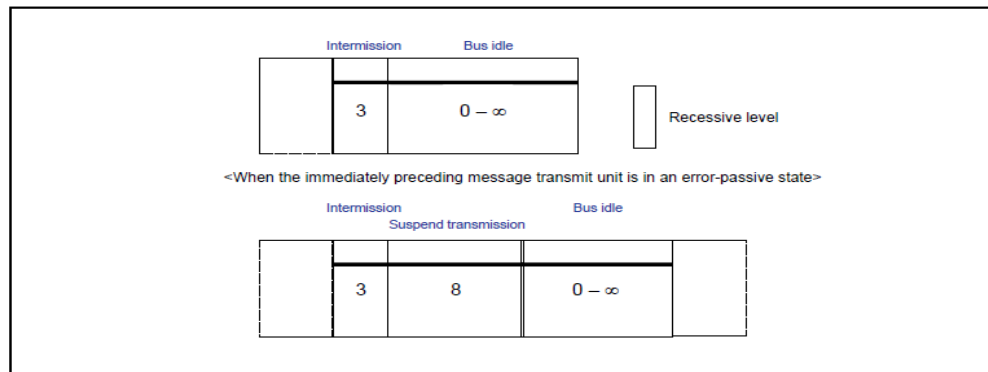 Intermission Bus idle
3 0 – ∞
Recessive level
<When the immediately preceding message transmit unit is in an error-passive state>
Intermission Bus idle
Suspend transmission
3 8 0 – ∞